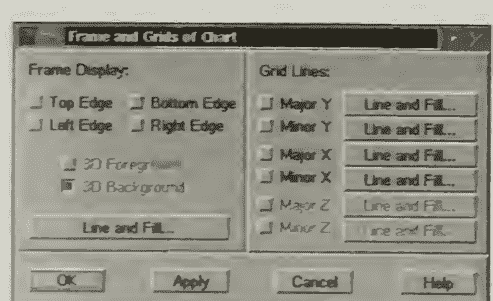 Frame and Grids of Chart
Frame Display:
Top Edge Bottom Edge
Left Edge Right Edge
3D Foreground
3D Background
Line and Fill...
Grid Lines:
Major Y Line and Fill...
Minor Y Line and Fill...
Major X Line and Fill...
Minor X Line and Fill...
Major Z Line and Fill...
Minor Z Line and Fill...
OK Apply Cancel Help